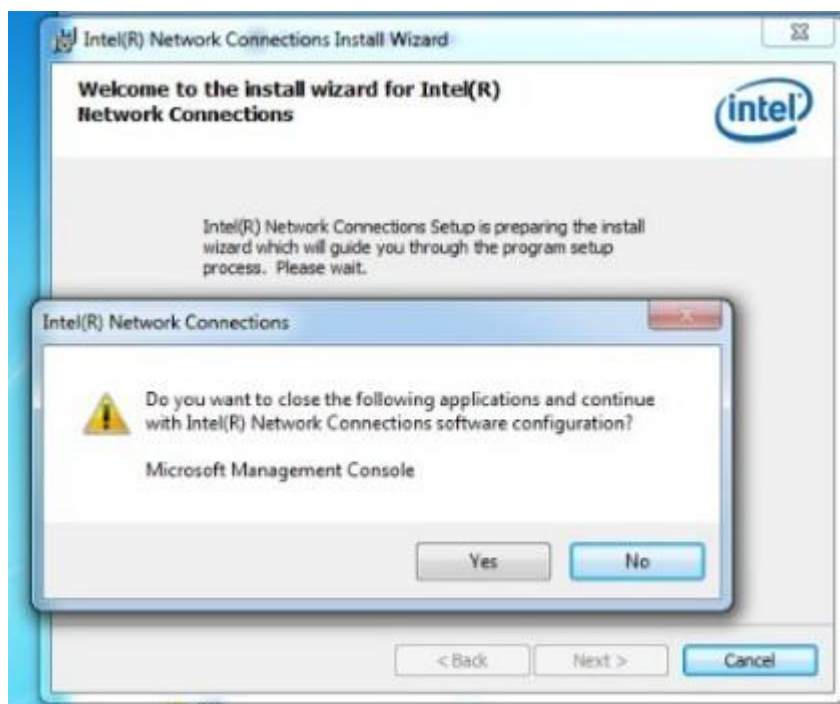 Intel(R) Network Connections Install Wizard
Welcome to the install wizard for Intel(R)
Network Connections
intel
Intel(R) Network Connections Setup is preparing the install
wizard which will guide you through the program setup
process. Please wait.
Intel(R) Network Connections
Do you want to close the following applications and continue
with Intel(R) Network Connections software configuration?
Microsoft Management Console
Yes
No
< Back
Next >
Cancel